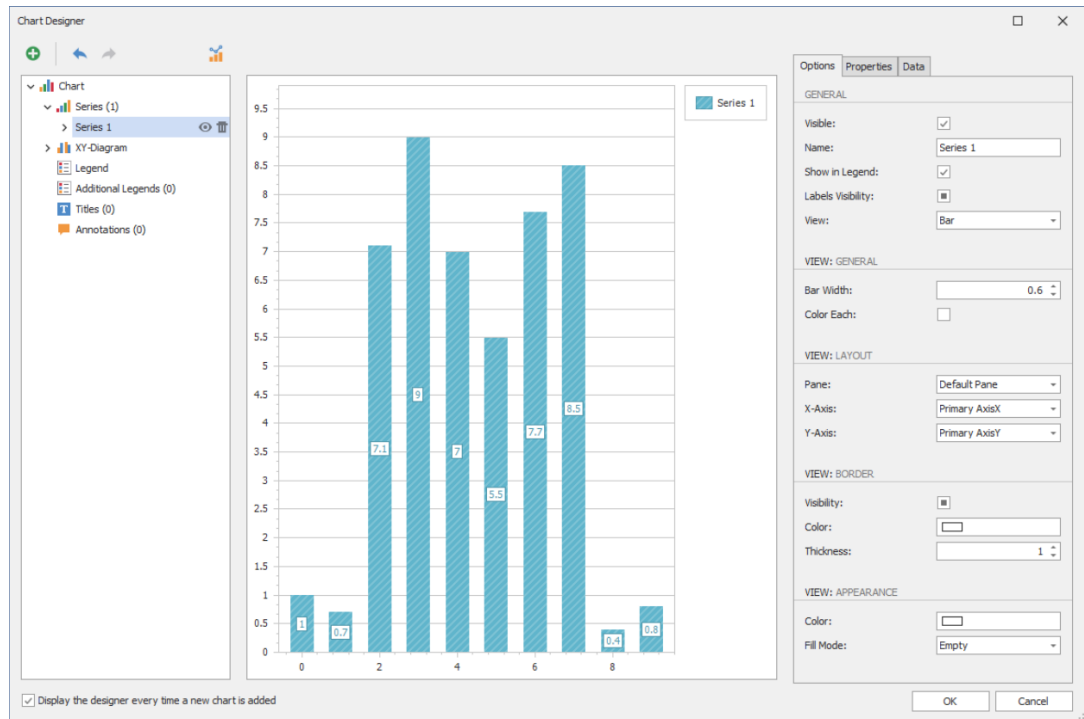 Chart Designer
Chart
Series (1)
Series 1
XY-Diagram
Legend
Additional Legends (0)
T Titles (0)
Annotations (0)
9.5
9
8.5
8
7.5
7
6.5
6
5.5
5
4.5
4
3.5
3
2.5
2
1.5
1
0.5
0
1
0.7
7.1
9
7
5.5
7.7
8.5
0.4
0.8
0 2 4 6 8
Series 1
Options Properties Data
GENERAL
Visible:
Name: Series 1
Show in Legend:
Labels Visibility:
View: Bar
VIEW: GENERAL
Bar Width: 0.6
Color Each:
VIEW: LAYOUT
Pane: Default Pane
X-Axis: Primary AxisX
Y-Axis: Primary AxisY
VIEW: BORDER
Visibility:
Color:
Thickness: 1
VIEW: APPEARANCE
Color:
Fill Mode: Empty
Display the designer every time a new chart is added
OK Cancel